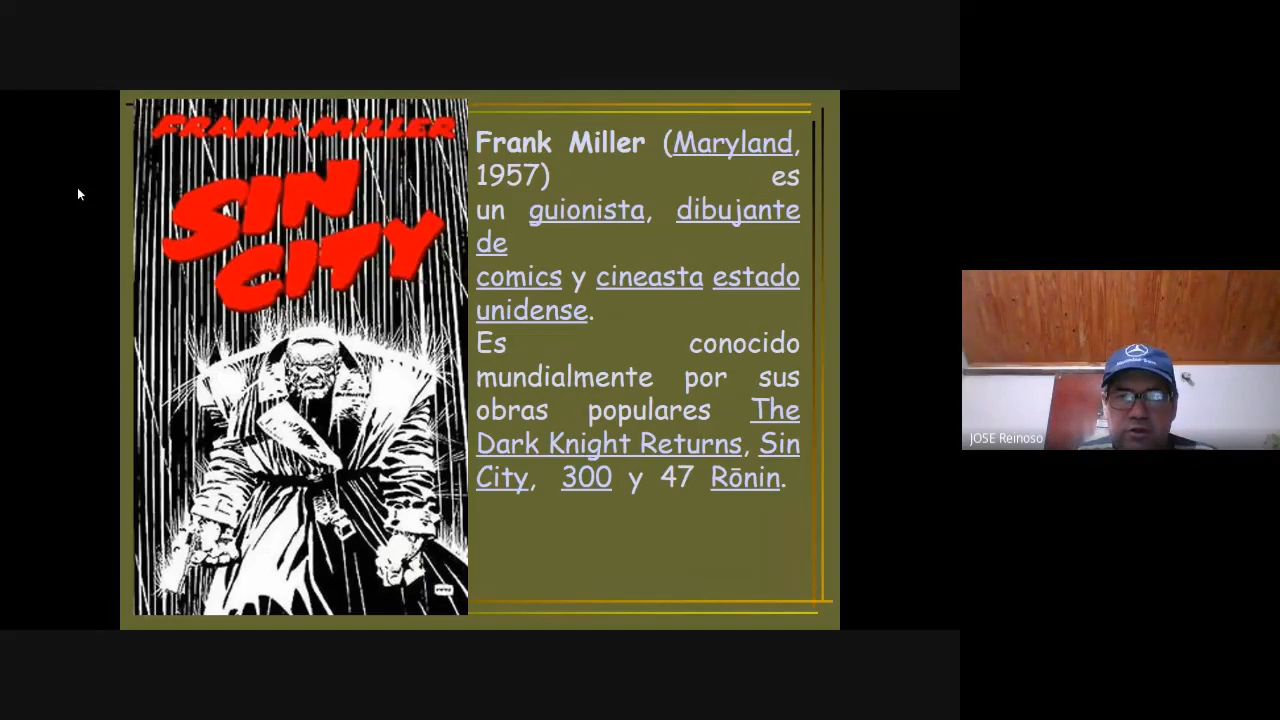 FRANK MILLER
SIN
CITY
Frank Miller (Maryland,
1957) es
un guionista, dibujante
de
comics y cineasta estado
unidense.
Es conocido
mundialmente por sus
obras populares The
Dark Knight Returns, Sin
City, 300 y 47 Rōnin.
JOSE Reinoso